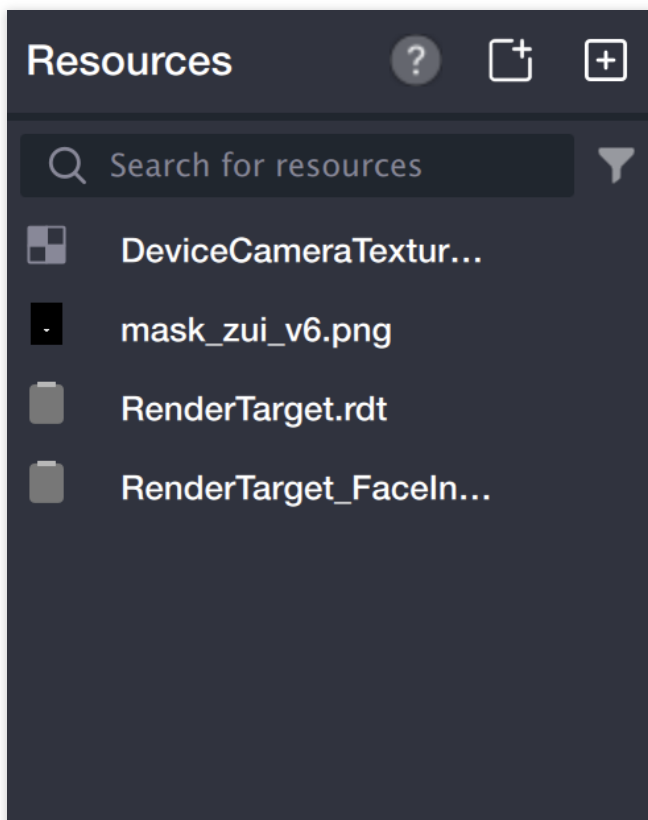 Resources
Search for resources
DeviceCameraTextur...
mask_zui_v6.png
RenderTarget.rdt
RenderTarget_FaceIn...